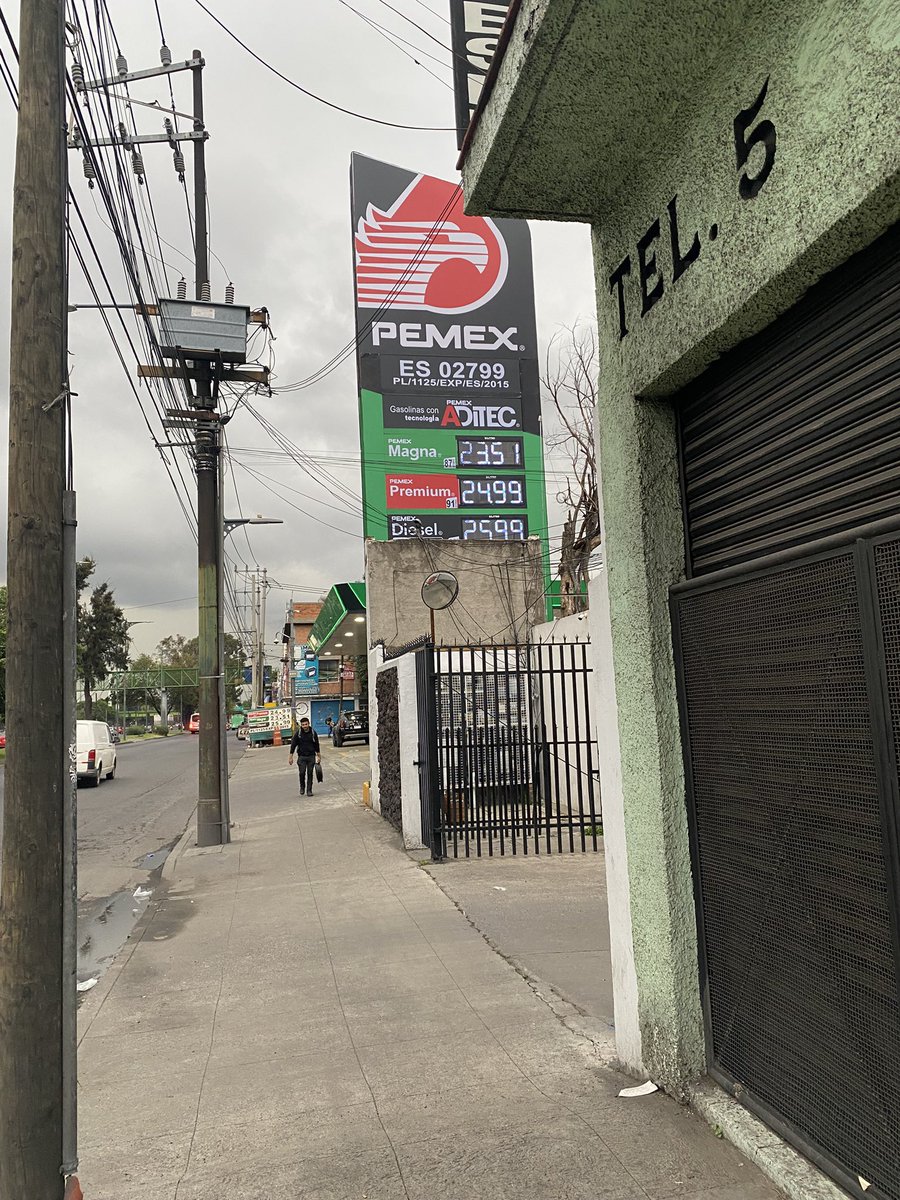 TEL. 5
PEMEX®
ES 02799
PL/1125/EXP/ES/2015
Gasolinas con tecnología
PEMEX
ADITEC
PEMEX
Magna® 87 23.51
PEMEX
Premium® 91 24.99
PEMEX
Diesel® 25.99